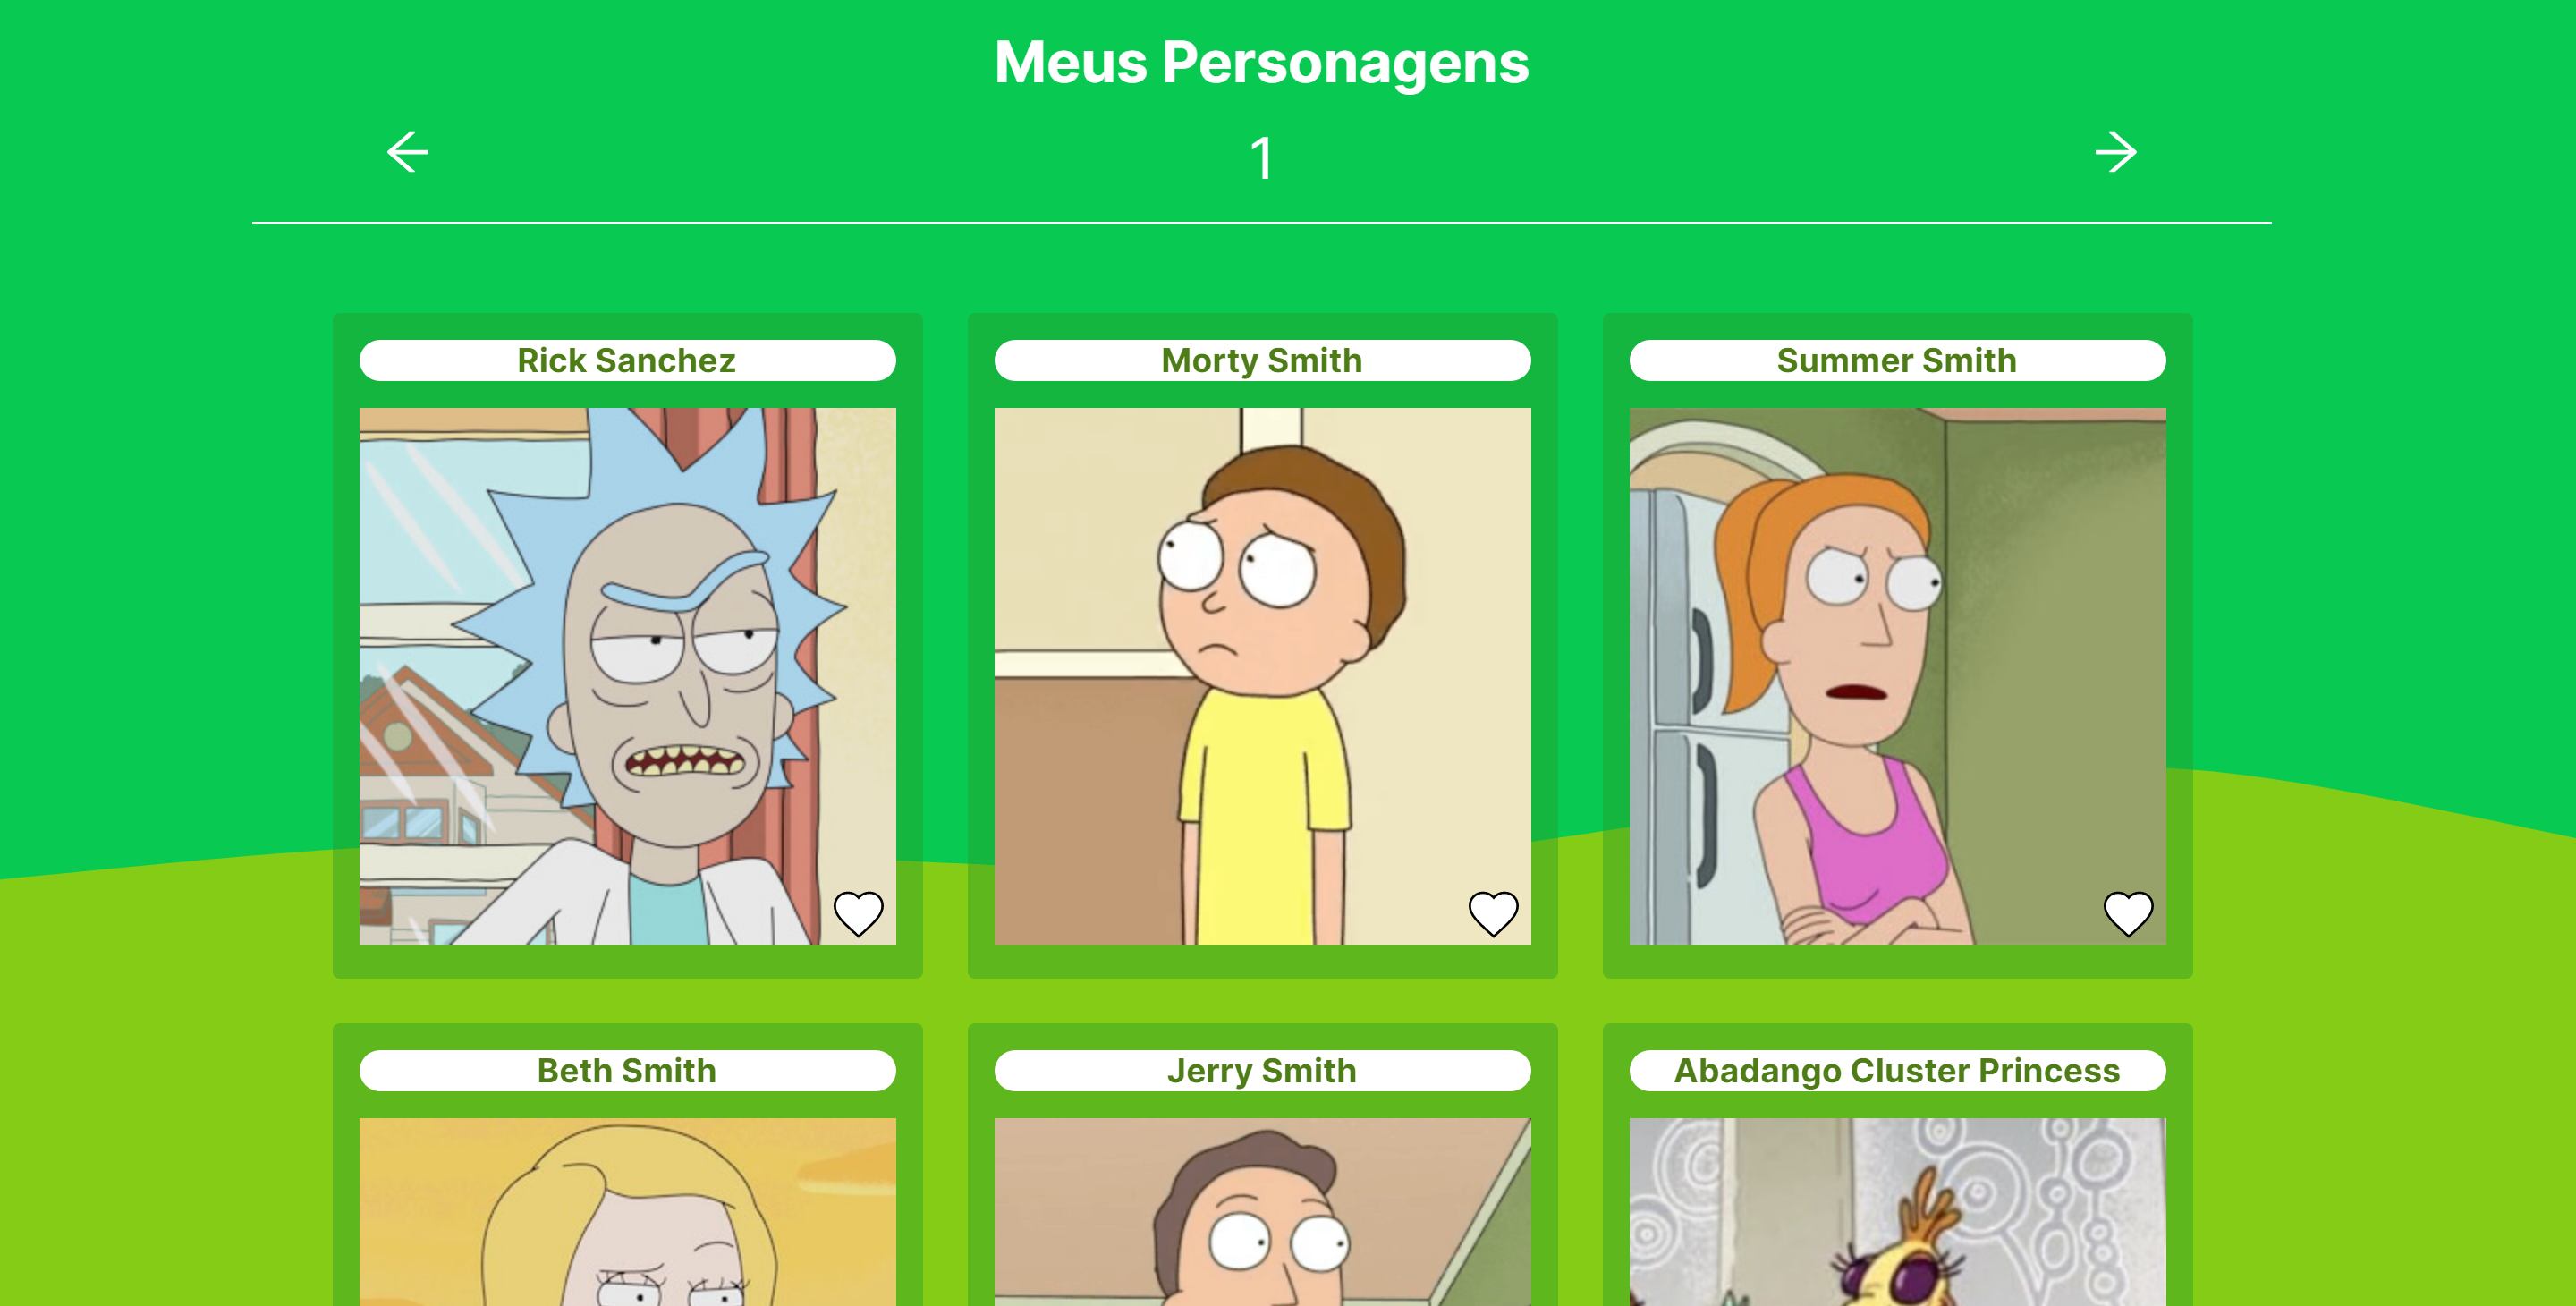 Meus Personagens
1
Rick Sanchez
Morty Smith
Summer Smith
Beth Smith
Jerry Smith
Abadango Cluster Princess